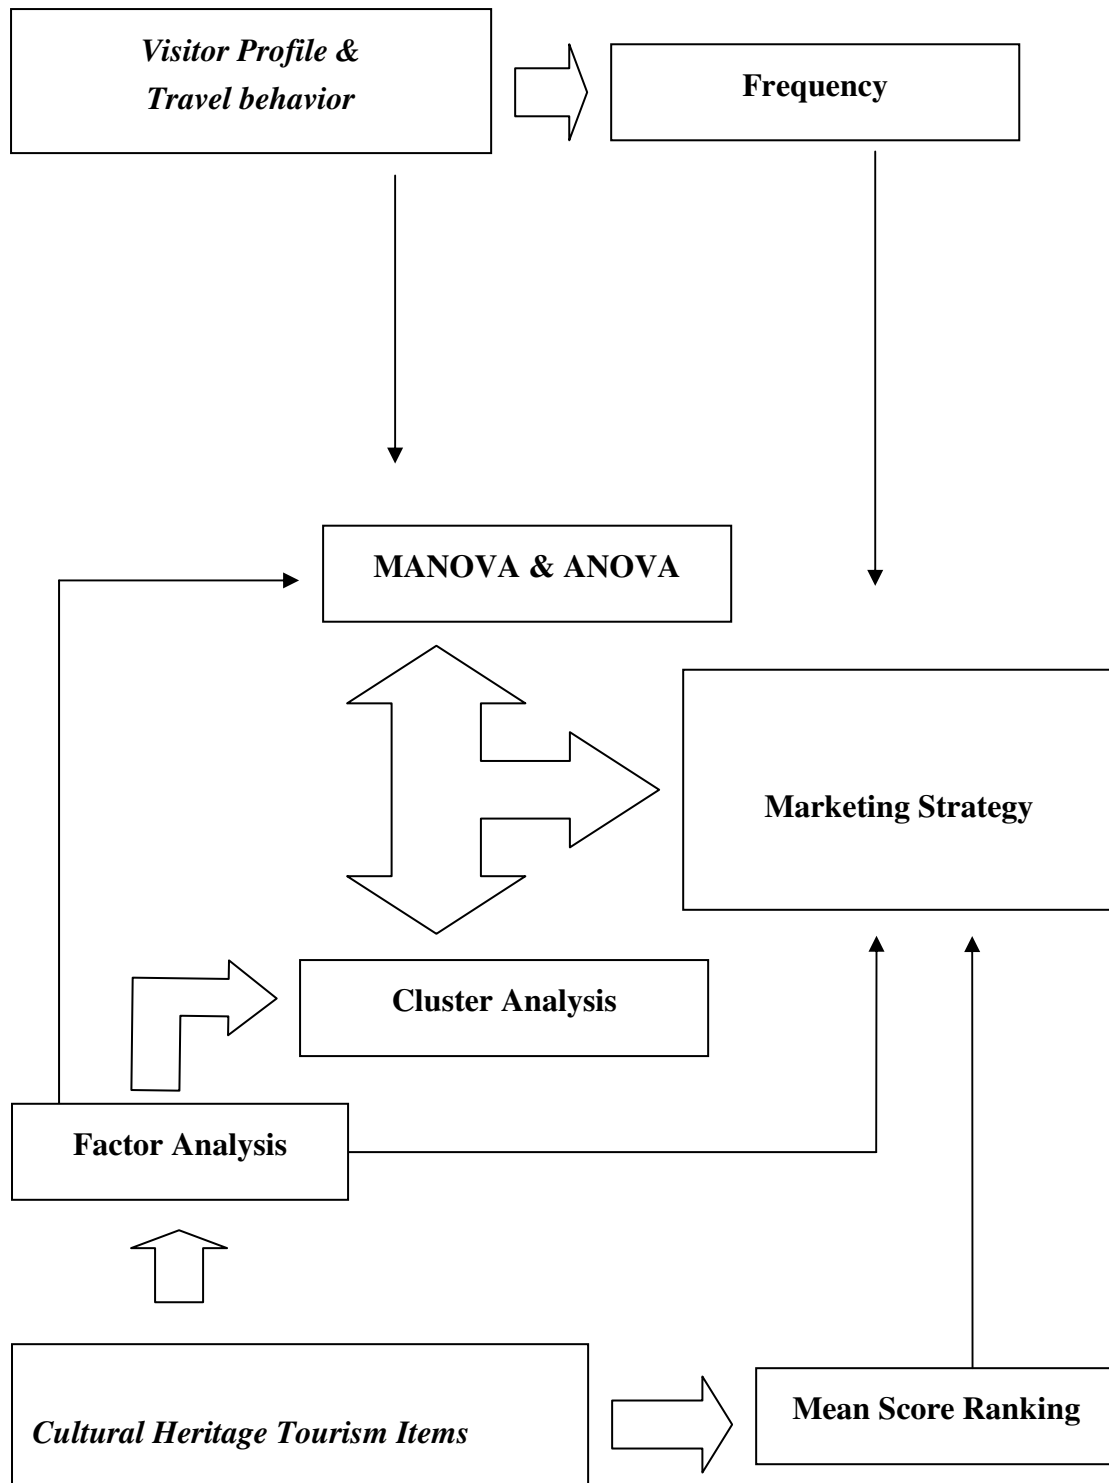 Visitor Profile &
Travel behavior
Frequency
MANOVA & ANOVA
Marketing Strategy
Cluster Analysis
Factor Analysis
Mean Score Ranking
Cultural Heritage Tourism Items